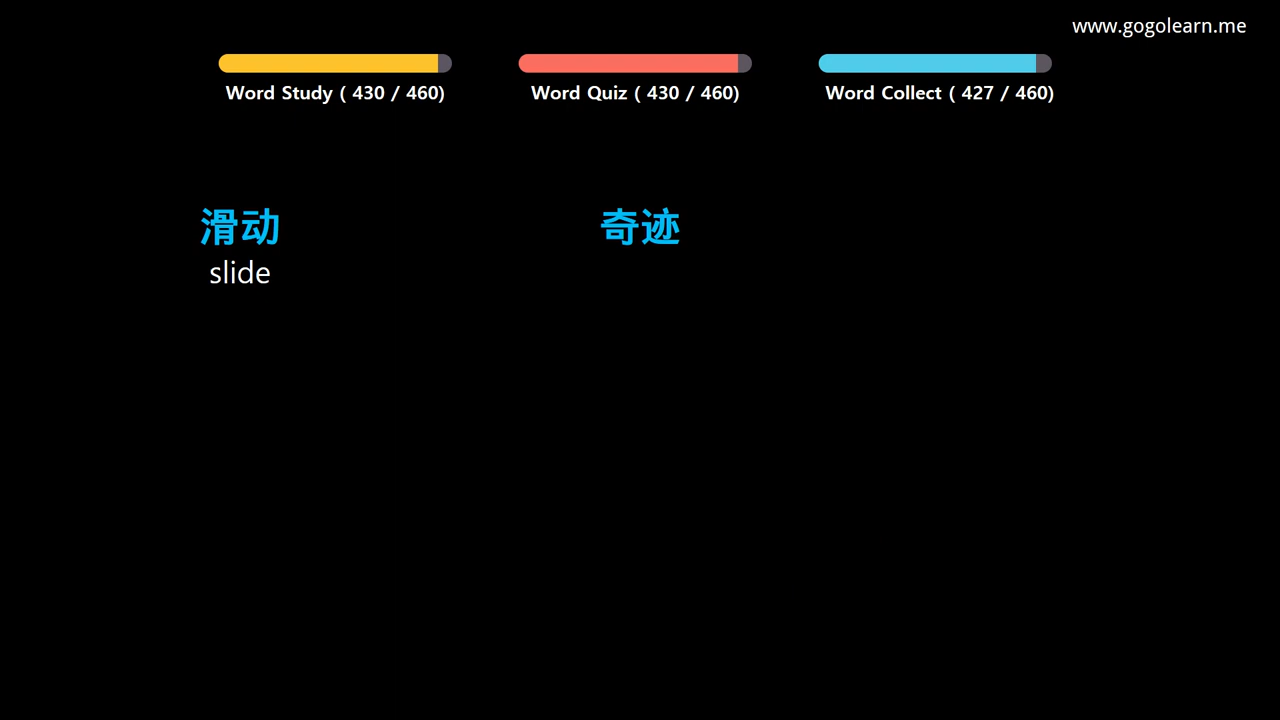 www.gogolearn.me
Word Study ( 430 / 460)
Word Quiz ( 430 / 460)
Word Collect ( 427 / 460)
滑动
slide
奇迹